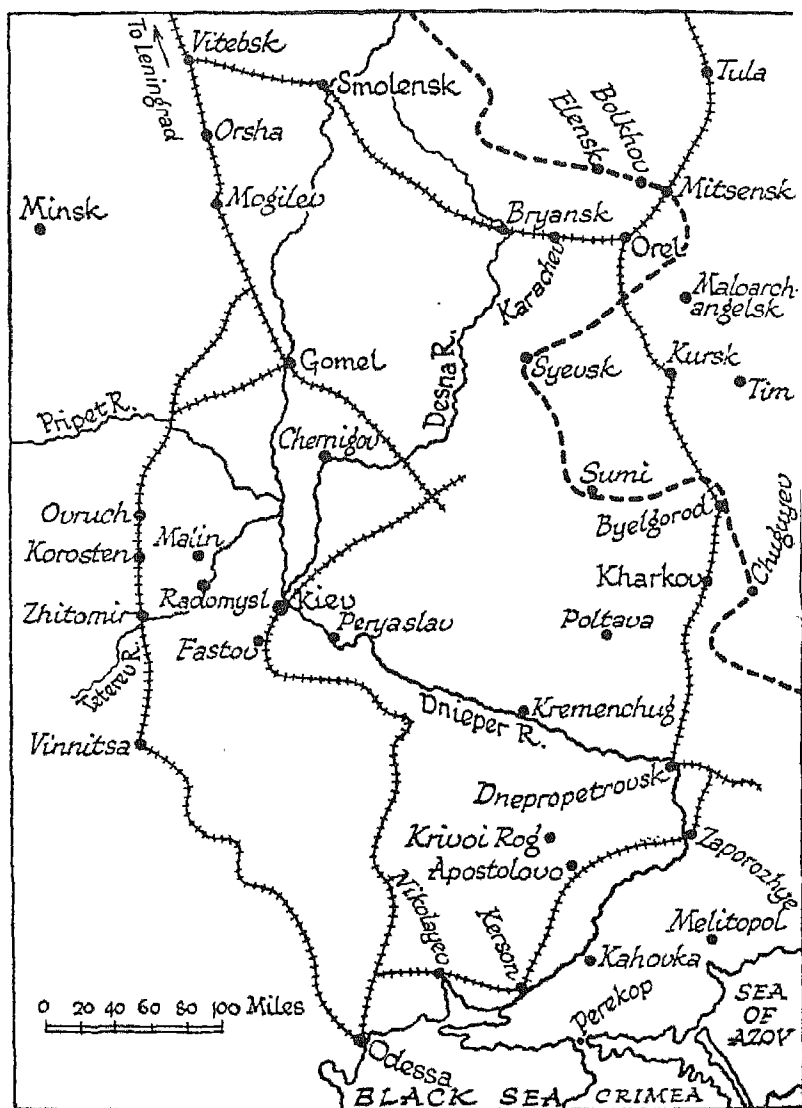 To Leningrad
Vitebsk
Smolensk
Tula
Orsha
Elensk
Bolkhov
Mitsensk
Minsk
Mogilev
Bryansk
Karachev
Orel
Maloarch-
angelsk
Gomel
Desna R.
Syevsk
Kursk
Tim
Pripet R.
Chernigov
Sumi
Byelgorod
Chuguyev
Ovruch
Malin
Korosten
Kharkov
Radomysl
Kiev
Zhitomir
Fastov
Peryaslav
Poltava
Teterev R.
Dnieper R.
Kremenchug
Vinnitsa
Dnepropetrovsk
Krivoi Rog
Apostolovo
Zaporozhye
Nikolayev
Kerson
Melitopol
Kahovka
Perekop
SEA
OF
AZOV
0 20 40 60 80 100 Miles
Odessa
BLACK SEA
CRIMEA